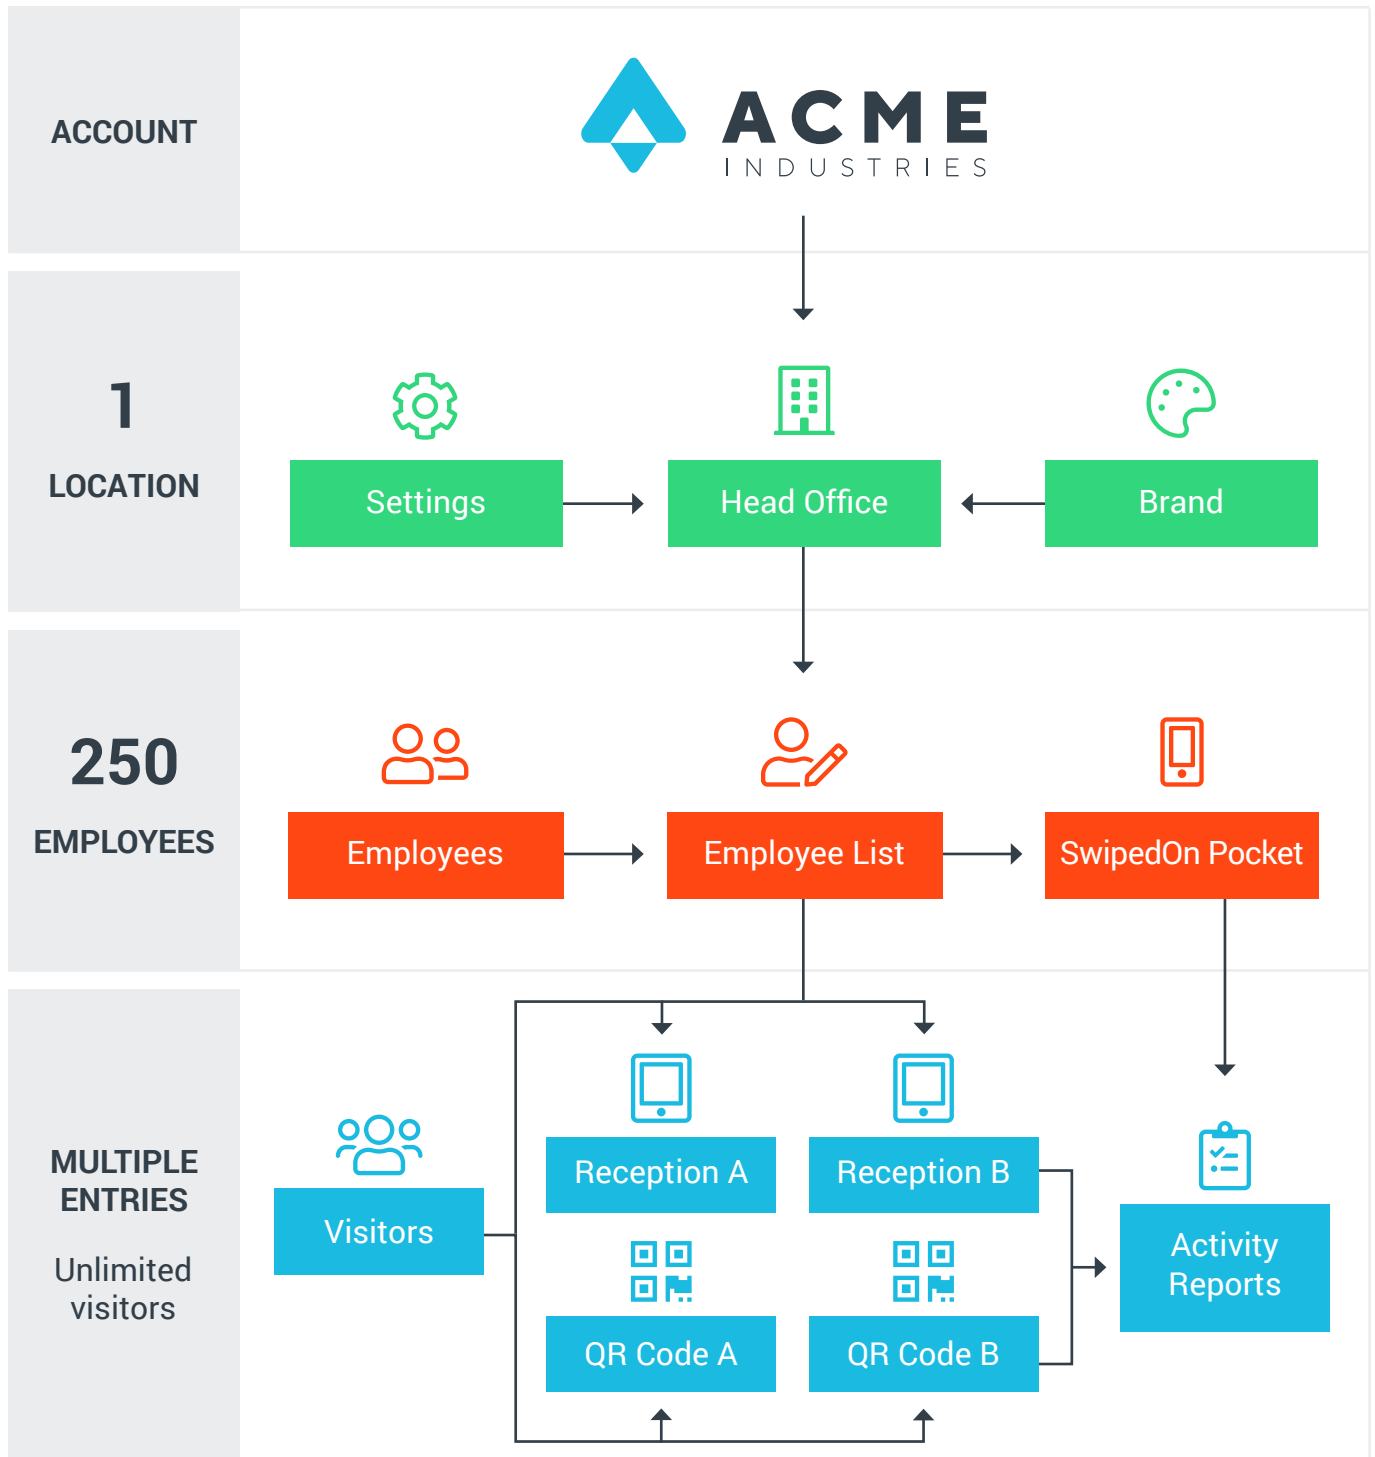 ACCOUNT
ACME
INDUSTRIES
1
LOCATION
Settings
Head Office
Brand
250
EMPLOYEES
Employees
Employee List
SwipedOn Pocket
MULTIPLE
ENTRIES
Unlimited
visitors
Visitors
Reception A
Reception B
QR Code A
QR Code B
Activity
Reports